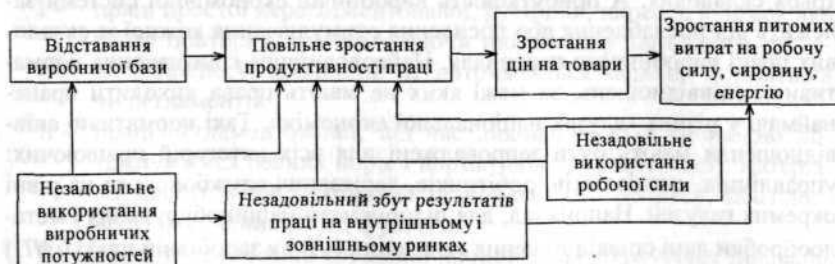 Відставання
виробничої бази
Повільне зростання
продуктивності праці
Зростання
цін на товари
Зростання питомих
витрат на робочу
силу, сировину,
енергію
Незадовільне
використання
робочої сили
Незадовільне
використання
виробничих
потужностей
Незадовільний збут результатів
праці на внутрішньому і
зовнішньому ринках